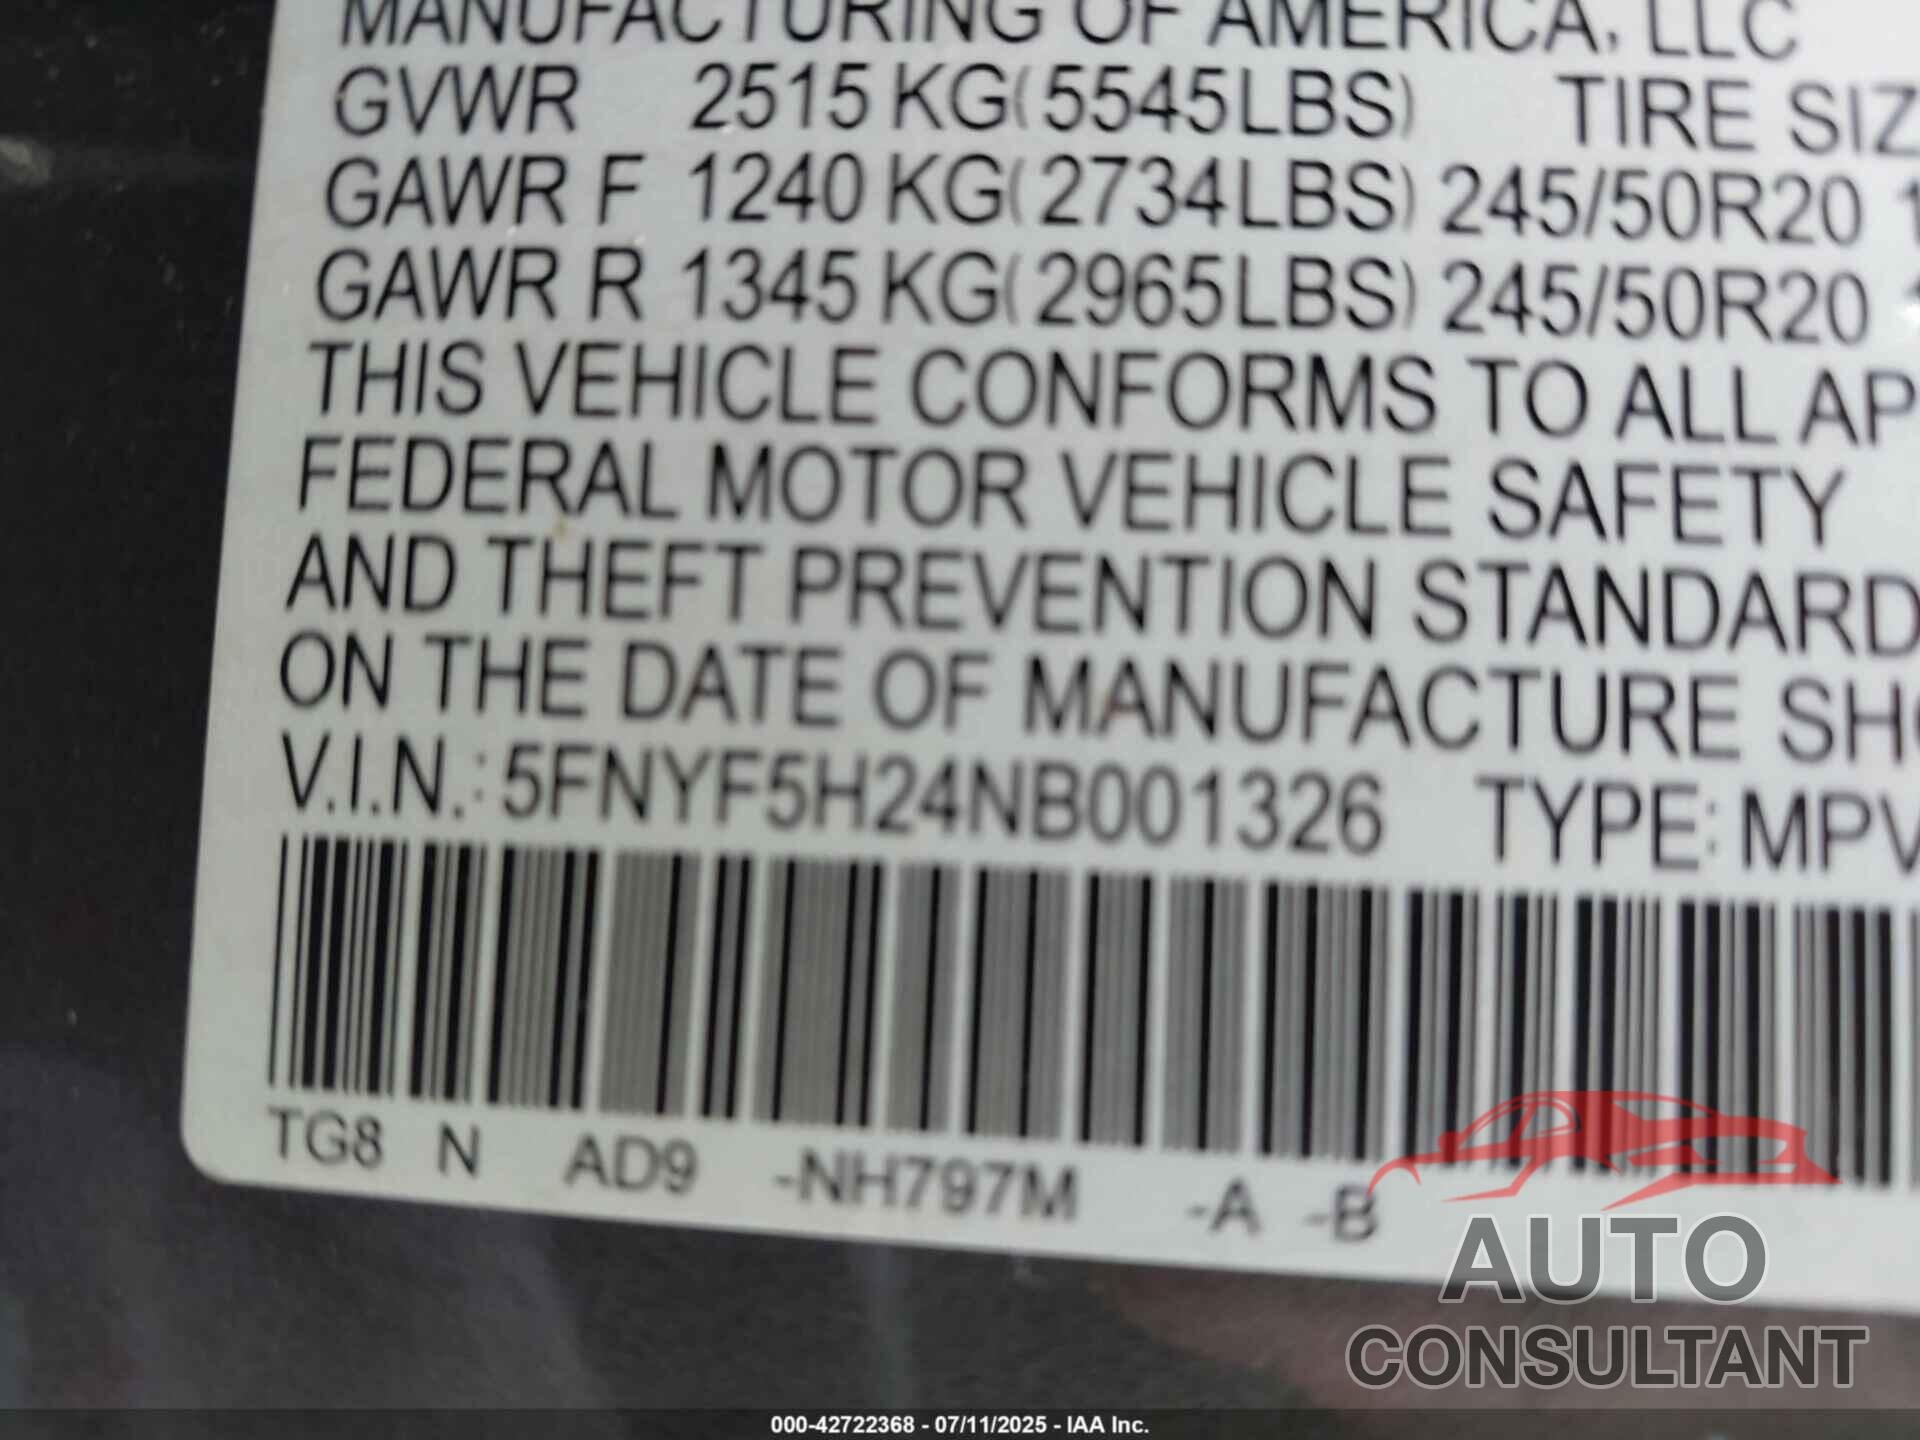 MANUFACTURING OF AMERICA, LLC
GVWR 2515 KG(5545LBS) TIRE SIZ
GAWR F 1240 KG(2734LBS) 245/50R20 1
GAWR R 1345 KG(2965LBS) 245/50R20
THIS VEHICLE CONFORMS TO ALL AP
FEDERAL MOTOR VEHICLE SAFETY
AND THEFT PREVENTION STANDARD
ON THE DATE OF MANUFACTURE SHO
V.I.N.: 5FNYF5H24NB001326 TYPE: MPV
TG8 N AD9 -NH797M -A -B
AUTO
CONSULTANT
000-42722368 - 07/11/2025 - IAA Inc.